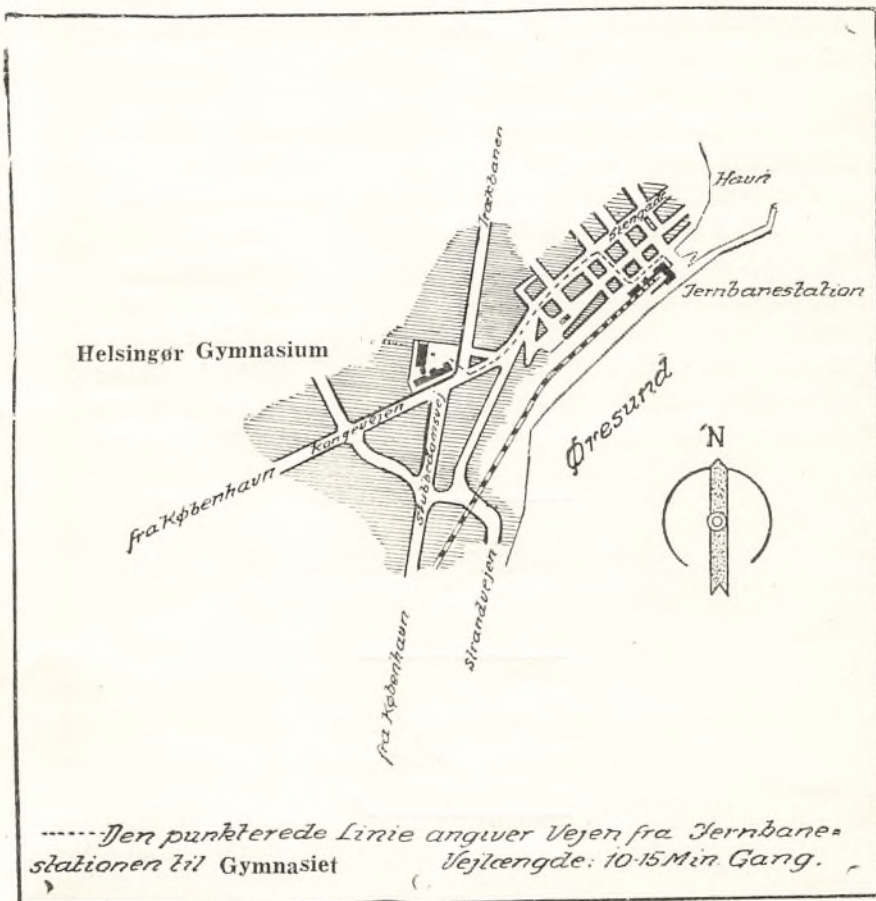 Trækbanen
Havn
Stengade
Jernbanestation
Helsingør Gymnasium
Øresund
N
Kongevejen
Stubbedamsvej
fra København
fra København
Strandvejen
Den punkterede Linie angiver Vejen fra Jernbane=
stationen til Gymnasiet Vejlængde: 10-15 Min. Gang.